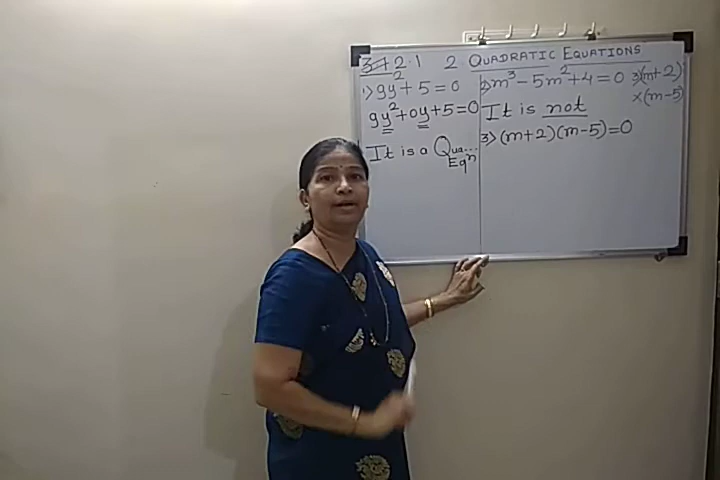 2.1 2 QUADRATIC EQUATIONS
1> 9y² + 5 = 0
9y² + 0y + 5 = 0
It is a Qua...
Eqⁿ
2> m³ - 5m² + 4 = 0
It is not
3> (m+2)(m-5)=0
3) (m+2)
×(m-5)